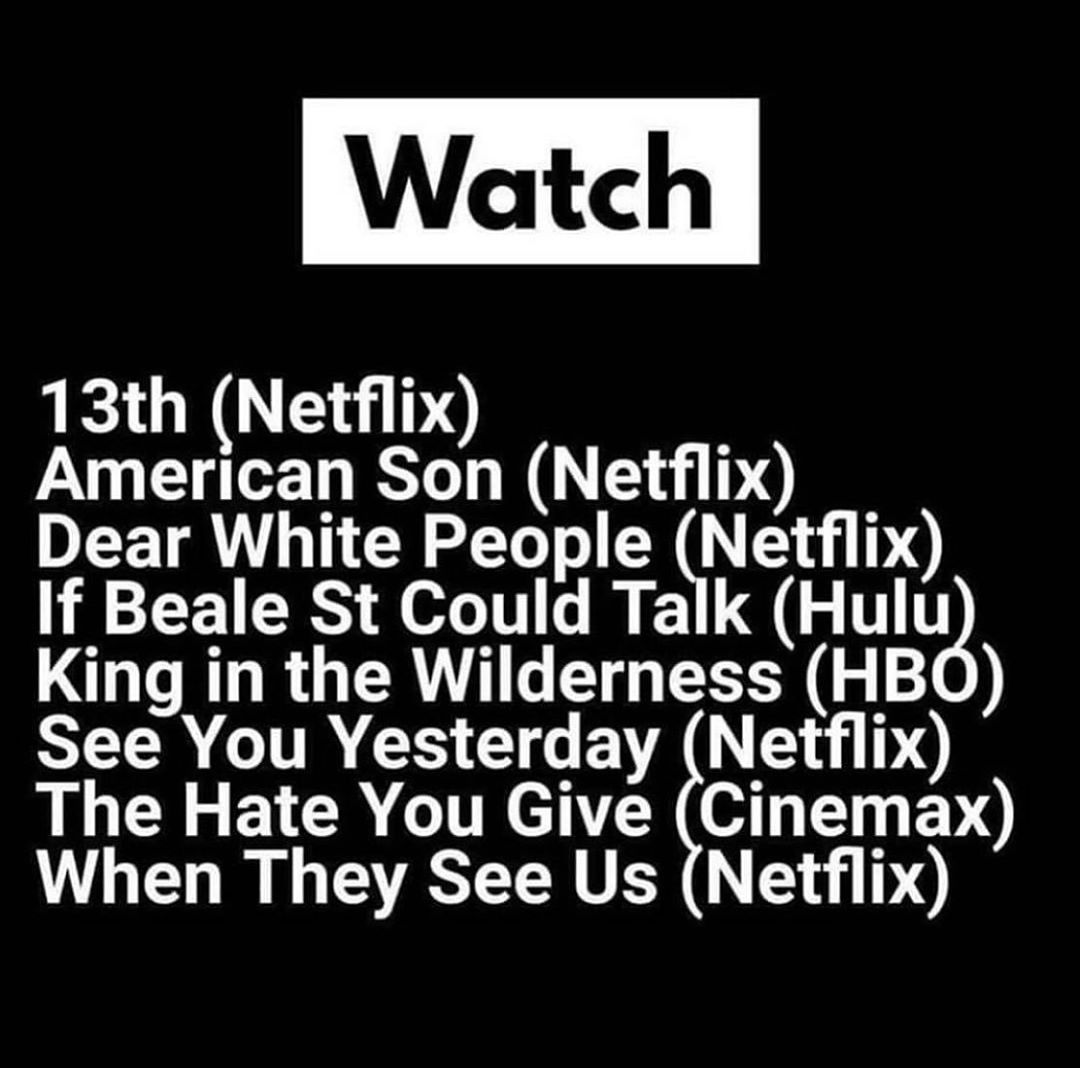 Watch
13th (Netflix)
American Son (Netflix)
Dear White People (Netflix)
If Beale St Could Talk (Hulu)
King in the Wilderness (HBO)
See You Yesterday (Netflix)
The Hate You Give (Cinemax)
When They See Us (Netflix)